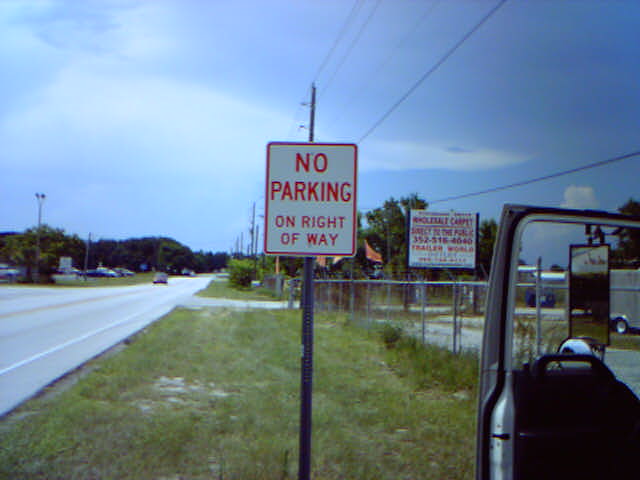 NO
PARKING
ON RIGHT
OF WAY
WHOLESALE CARPET
DIRECT TO THE PUBLIC
352-516-4040
TRAILER WORLD